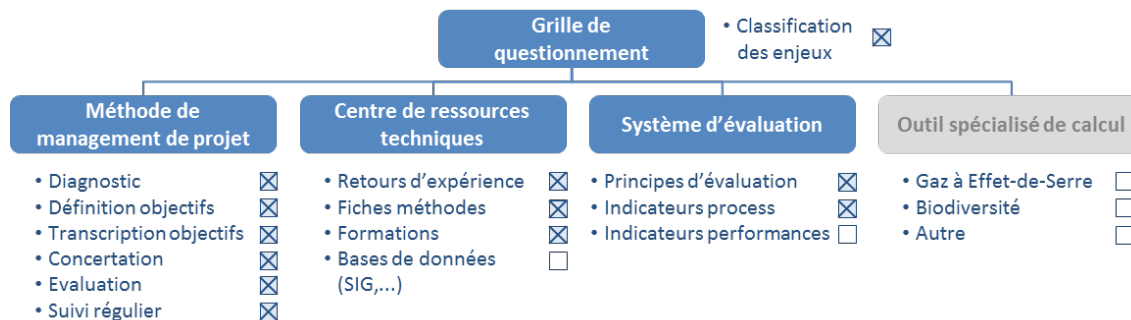 Grille de
questionnement
• Classification
des enjeux
Méthode de
management de projet
• Diagnostic
• Définition objectifs
• Transcription objectifs
• Concertation
• Evaluation
• Suivi régulier
Centre de ressources
techniques
• Retours d'expérience
• Fiches méthodes
• Formations
• Bases de données
(SIG,...)
Système d'évaluation
• Principes d'évaluation
• Indicateurs process
• Indicateurs performances
Outil spécialisé de calcul
• Gaz à Effet-de-Serre
• Biodiversité
• Autre